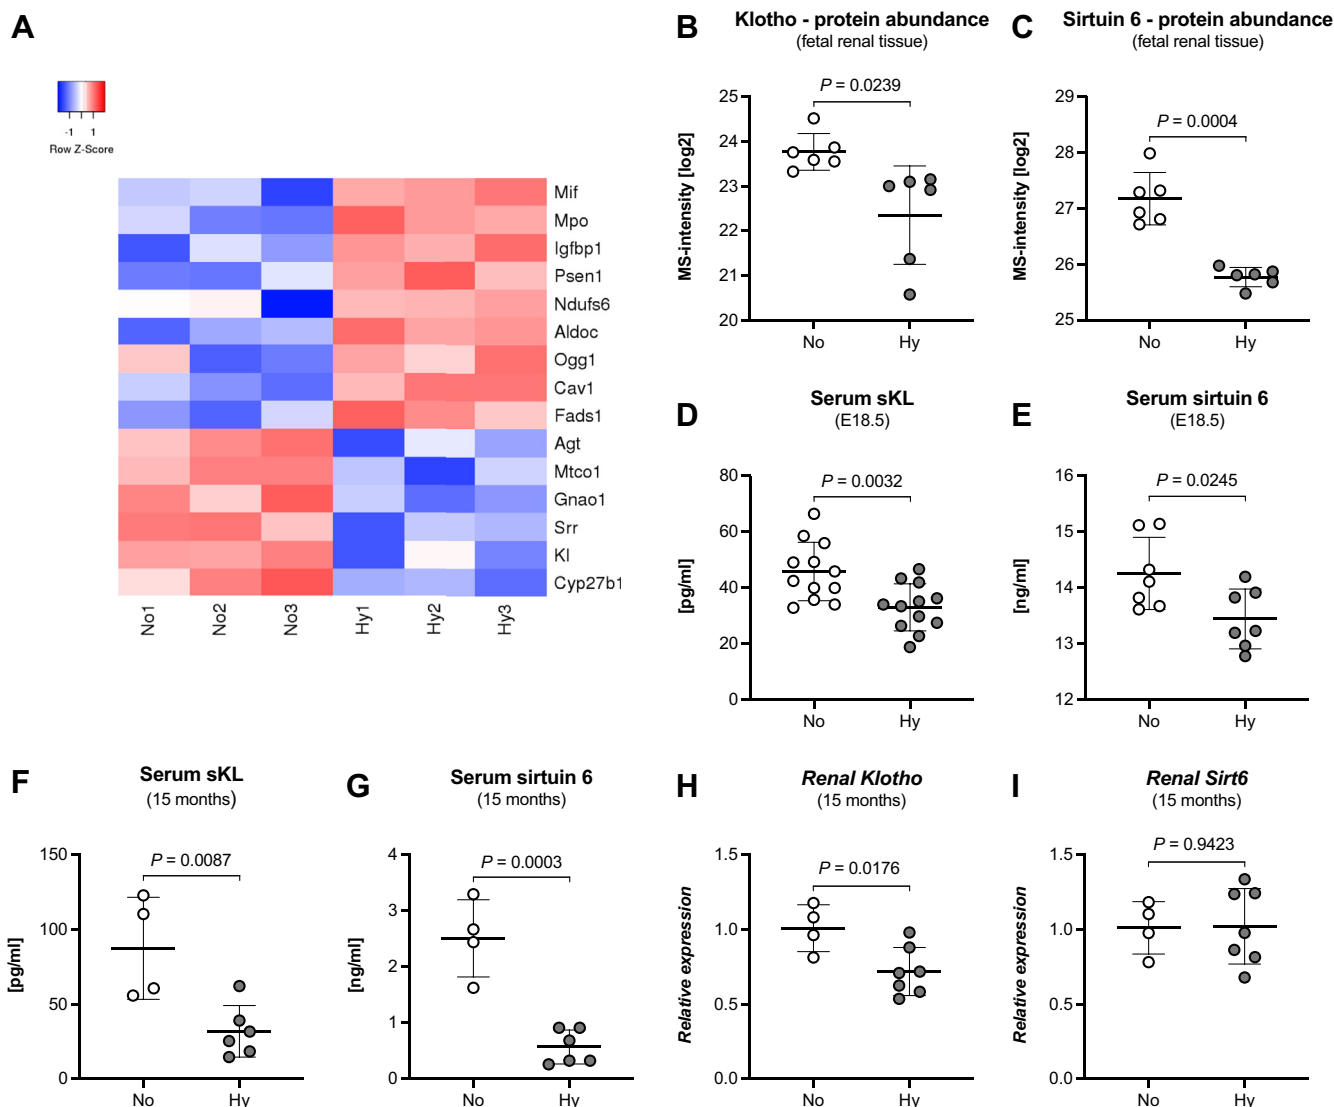 A
-1 1
Row Z-Score
Mif
Mpo
Igfbp1
Psen1
Ndufs6
Aldoc
Ogg1
Cav1
Fads1
Agt
Mtco1
Gnao1
Srr
Kl
Cyp27b1
No1 No2 No3 Hy1 Hy2 Hy3
B
Klotho - protein abundance
(fetal renal tissue)
P = 0.0239
MS-intensity [log2]
25
24
23
22
21
20
No Hy
C
Sirtuin 6 - protein abundance
(fetal renal tissue)
P = 0.0004
MS-intensity [log2]
29
28
27
26
25
No Hy
D
Serum sKL
(E18.5)
P = 0.0032
[pg/ml]
80
60
40
20
0
No Hy
E
Serum sirtuin 6
(E18.5)
P = 0.0245
[ng/ml]
16
15
14
13
12
No Hy
F
Serum sKL
(15 months)
P = 0.0087
[pg/ml]
150
100
50
0
No Hy
G
Serum sirtuin 6
(15 months)
P = 0.0003
[ng/ml]
4
3
2
1
0
No Hy
H
Renal Klotho
(15 months)
P = 0.0176
Relative expression
1.5
1.0
0.5
0.0
No Hy
I
Renal Sirt6
(15 months)
P = 0.9423
Relative expression
1.5
1.0
0.5
0.0
No Hy